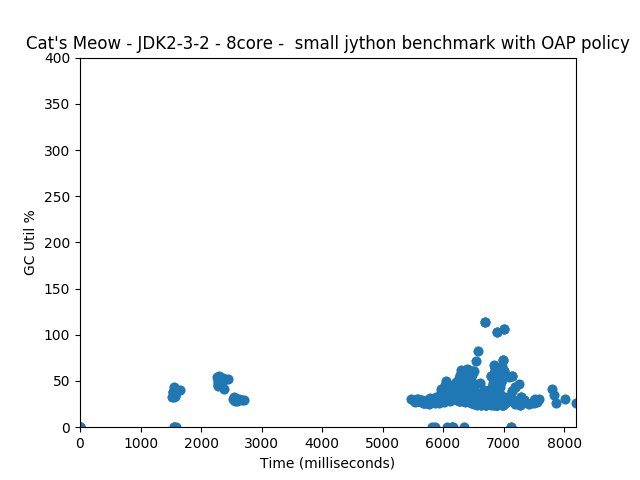 Cat's Meow - JDK2-3-2 - 8core -  small jython benchmark with OAP policy
400
350
300
250
200
150
100
50
0
GC Util %
0 1000 2000 3000 4000 5000 6000 7000 8000
Time (milliseconds)